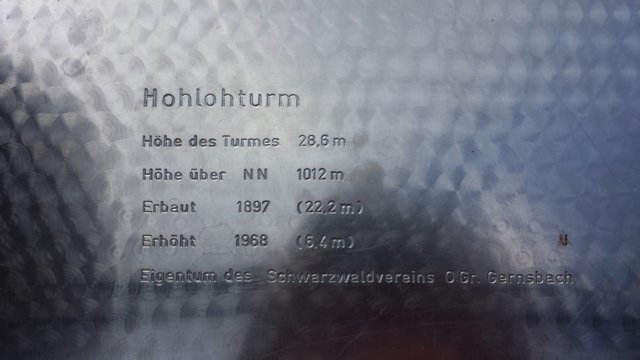 Hohlohturm
Höhe des Turmes 28,6 m
Höhe über NN 1012 m
Erbaut 1897 (22,2 m)
Erhöht 1968 (6,4 m)
Eigentum des Schwarzwaldvereins O.Gr. Gernsbach